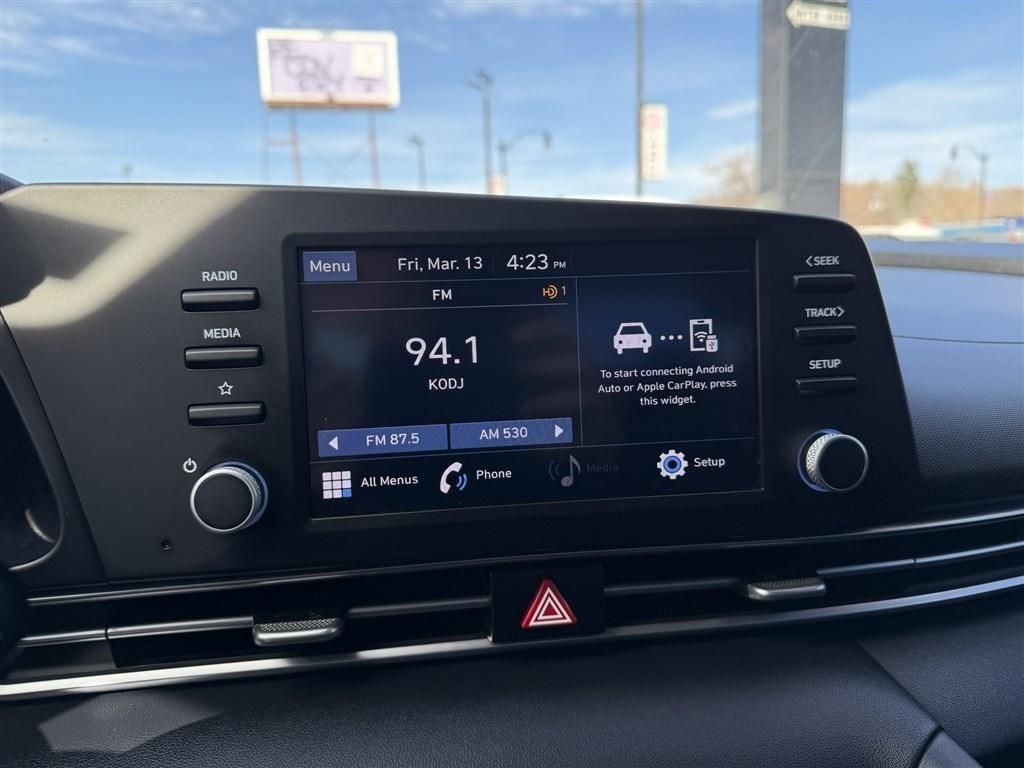 RADIO
MEDIA
Menu
Fri, Mar. 13
4:23 PM
FM
HD 1
94.1
KODJ
FM 87.5
AM 530
To start connecting Android
Auto or Apple CarPlay, press
this widget.
All Menus
Phone
Media
Setup
< SEEK
TRACK >
SETUP